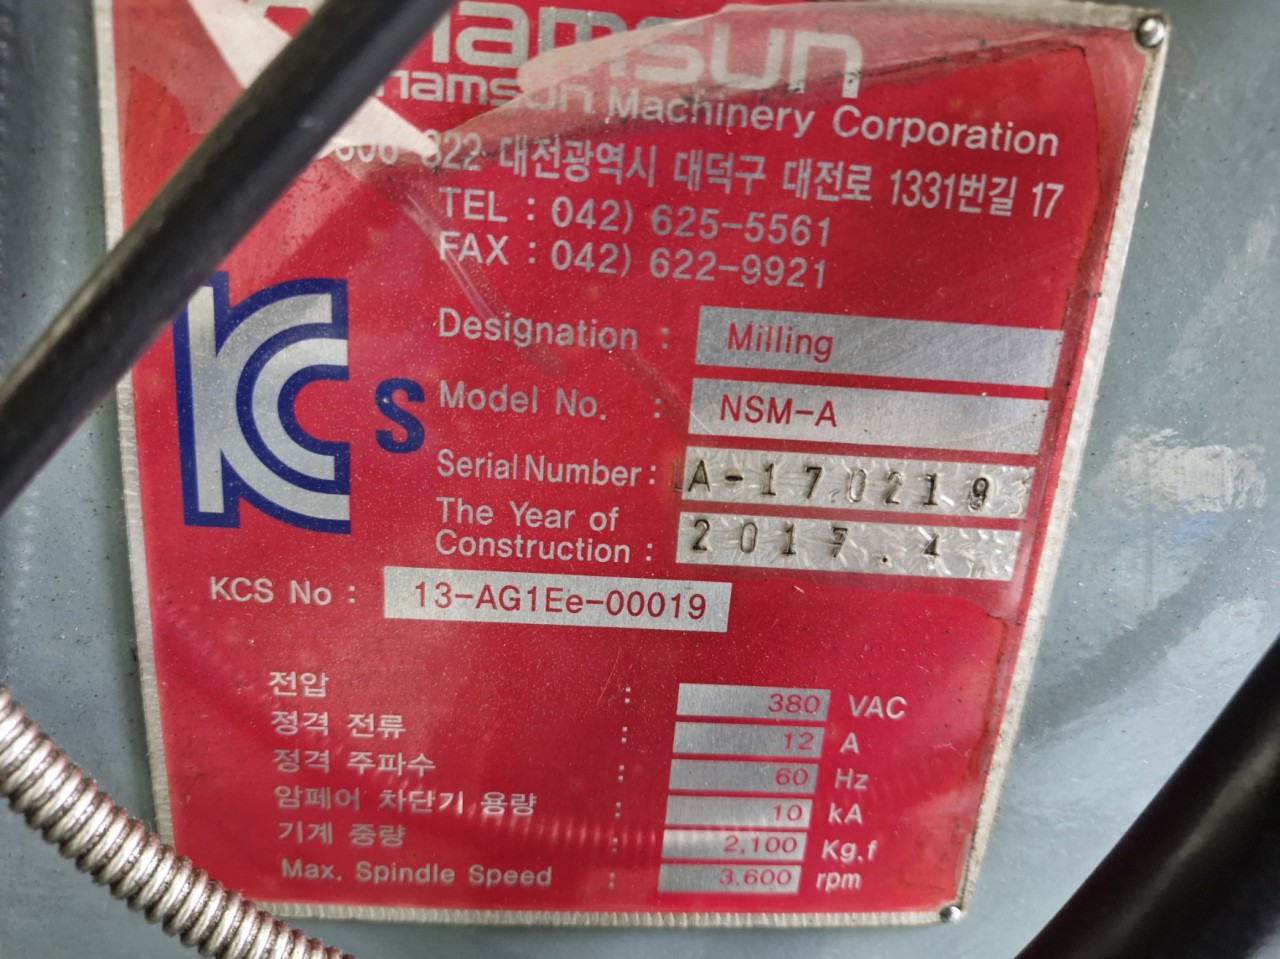 namsun
namsun Machinery Corporation
822 대전광역시 대덕구 대전로 1331번길 17
TEL : 042) 625-5561
FAX : 042) 622-9921
KCs
Designation : Milling
Model No. : NSM-A
Serial Number : A-170219
The Year of
Construction : 2017.4
KCS No : 13-AG1Ee-00019
전압 : 380 VAC
정격 전류 : 12 A
정격 주파수 : 60 Hz
암페어 차단기 용량 : 10 kA
기계 중량 : 2,100 Kg.f
Max. Spindle Speed : 3,600 rpm